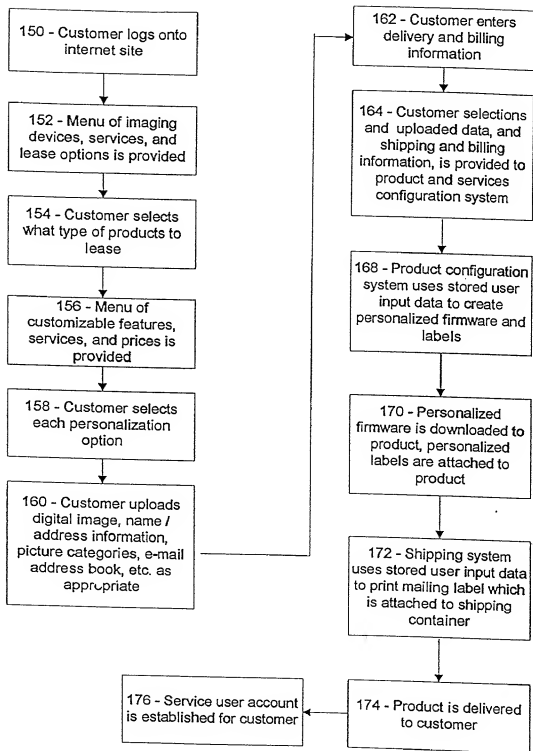 150 - Customer logs onto
internet site
152 - Menu of imaging
devices, services, and
lease options is provided
154 - Customer selects
what type of products to
lease
156 - Menu of
customizable features,
services, and prices is
provided
158 - Customer selects
each personalization
option
160 - Customer uploads
digital image, name /
address information,
picture categories, e-mail
address book, etc. as
appropriate
162 - Customer enters
delivery and billing
information
164 - Customer selections
and uploaded data, and
shipping and billing
information, is provided to
product and services
configuration system
168 - Product configuration
system uses stored user
input data to create
personalized firmware and
labels
170 - Personalized
firmware is downloaded to
product, personalized
labels are attached to
product
172 - Shipping system
uses stored user input data
to print mailing label which
is attached to shipping
container
174 - Product is delivered
to customer
176 - Service user account
is established for customer